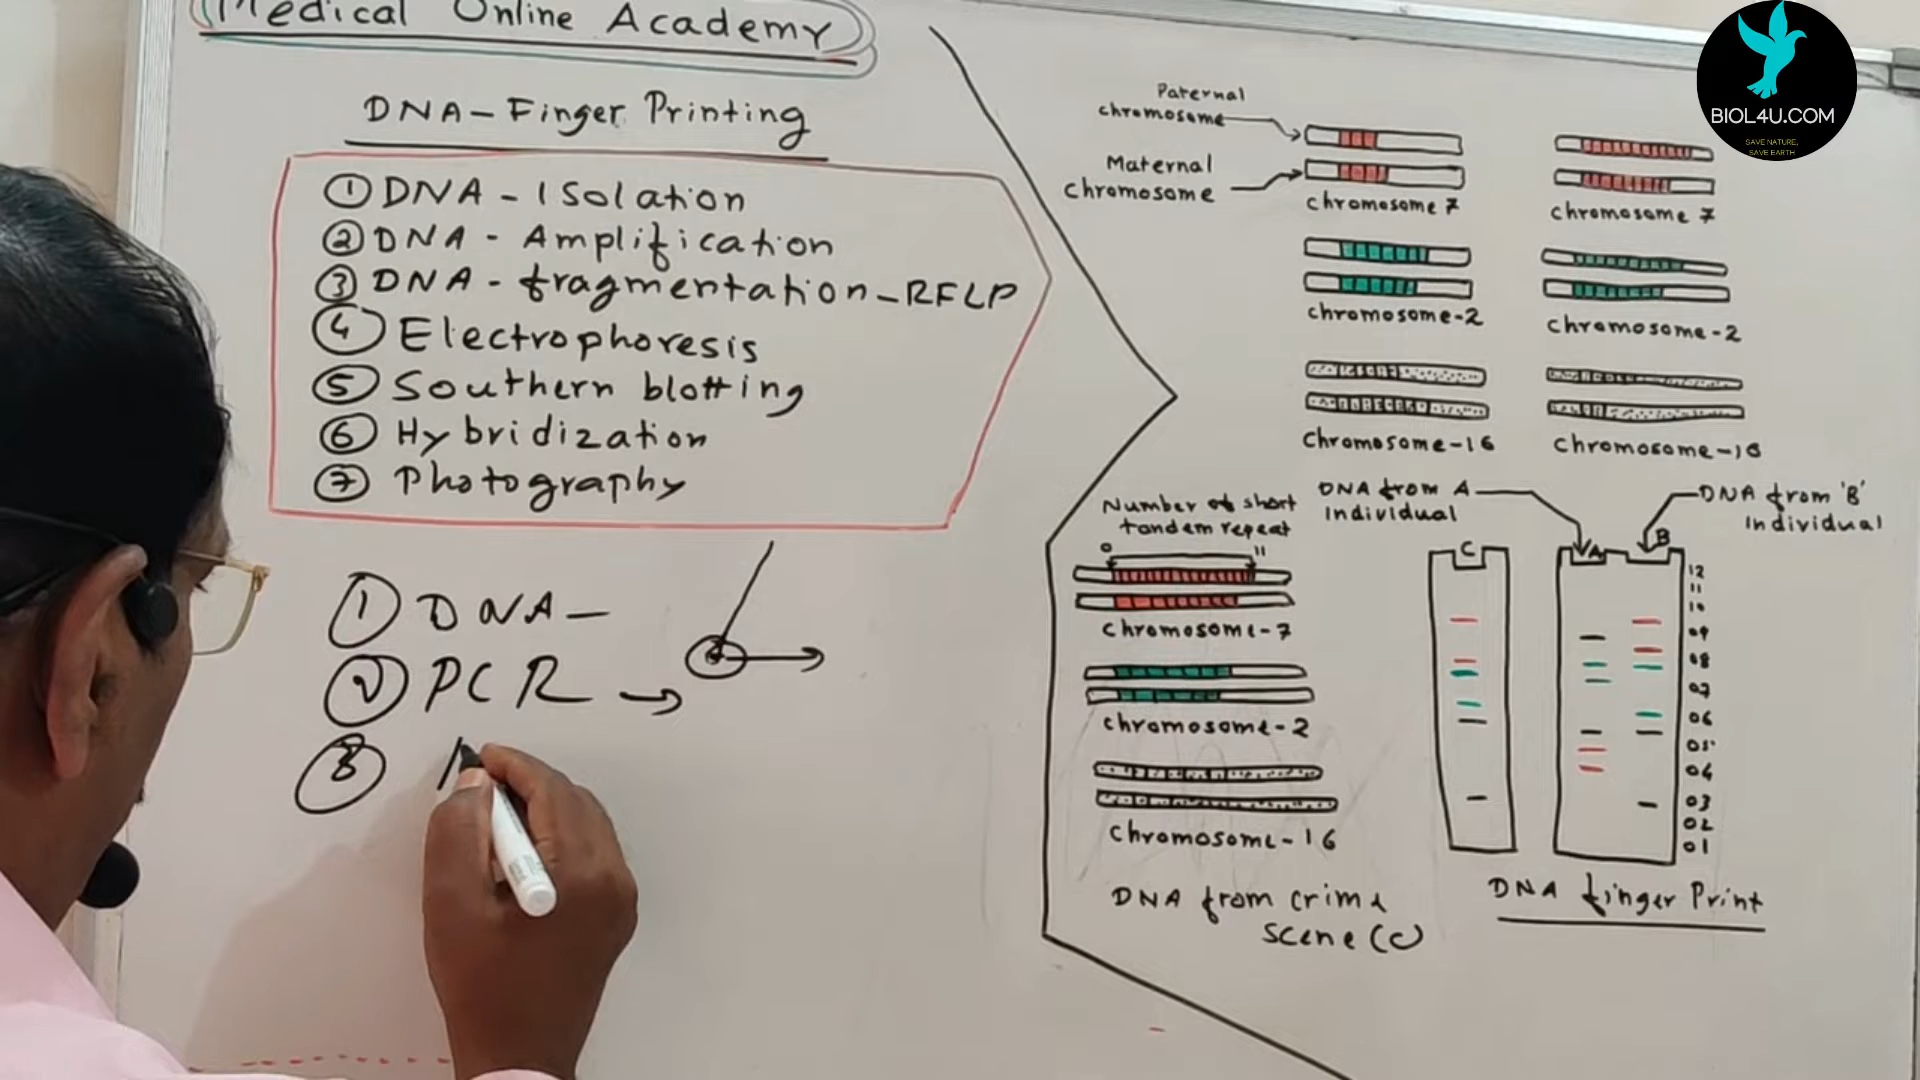 Medical Online Academy
DNA - Finger Printing
① DNA - Isolation
② DNA - Amplification
③ DNA - fragmentation - RFLP
④ Electrophoresis
⑤ Southern blotting
⑥ Hybridization
⑦ Photography
① DNA -
② PCR →
③
Paternal
chromosome
Maternal
chromosome
chromosome 7
chromosome 7
chromosome-2
chromosome-2
chromosome-16
chromosome-16
DNA from A
individual
DNA from 'B'
individual
Number of short
tandem repeat
0 11
chromosome-7
chromosome-2
chromosome-16
DNA from crime
scene (C)
C
A B
12
11
10
09
08
07
06
05
04
03
02
01
DNA finger Print
BIOL4U.COM
SAVE NATURE,
SAVE EARTH